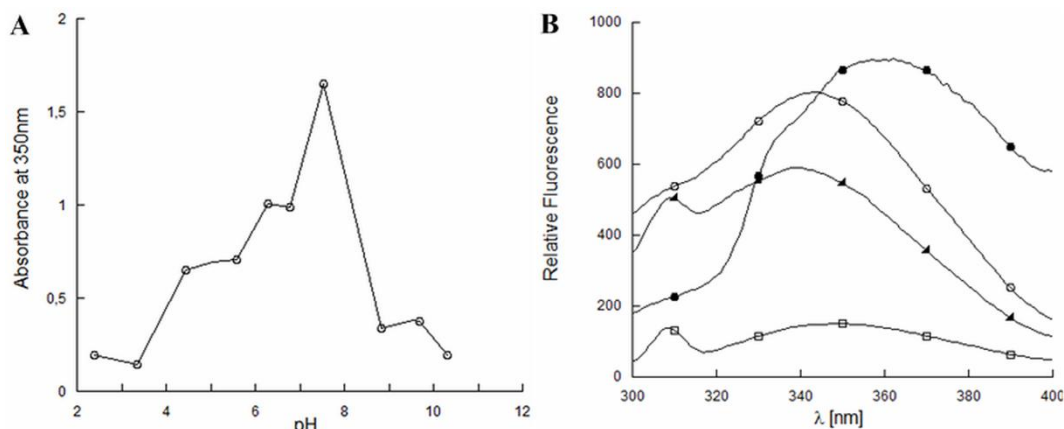 A
Absorbance at 350nm
2
1,5
1
0,5
0
2 4 6 8 10 12
pH
B
Relative Fluorescence
1000
800
600
400
200
0
300 320 340 360 380 400
λ [nm]